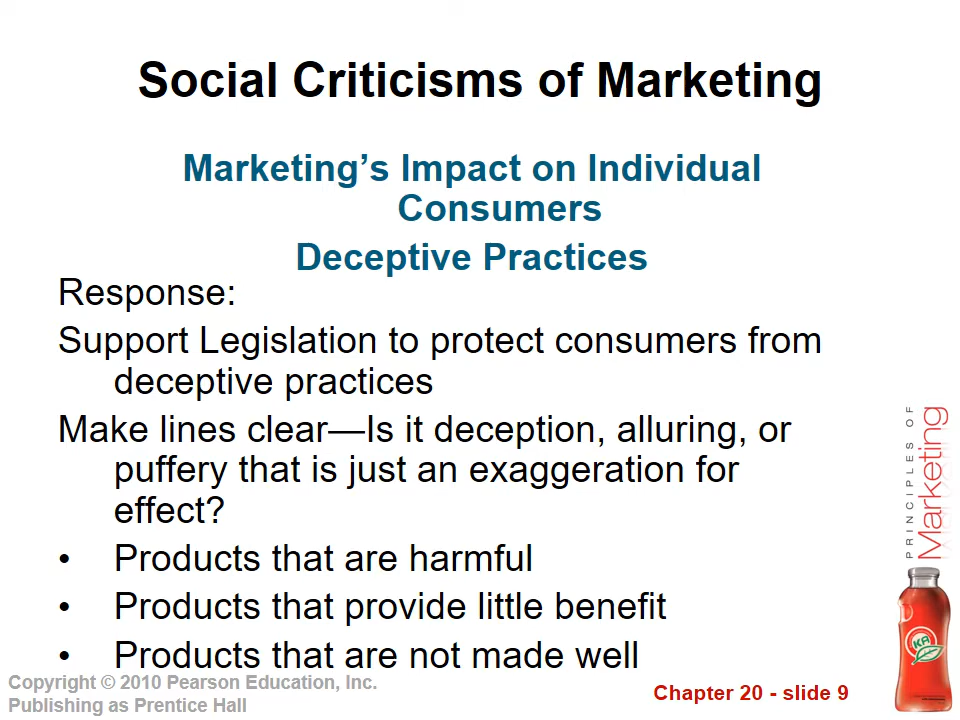 Social Criticisms of Marketing
Marketing’s Impact on Individual
Consumers
Deceptive Practices
Response:
Support Legislation to protect consumers from
deceptive practices
Make lines clear—Is it deception, alluring, or
puffery that is just an exaggeration for
effect?
• Products that are harmful
• Products that provide little benefit
• Products that are not made well
Copyright © 2010 Pearson Education, Inc.
Publishing as Prentice Hall
Chapter 20 - slide 9
PRINCIPLES OF
Marketing
KA